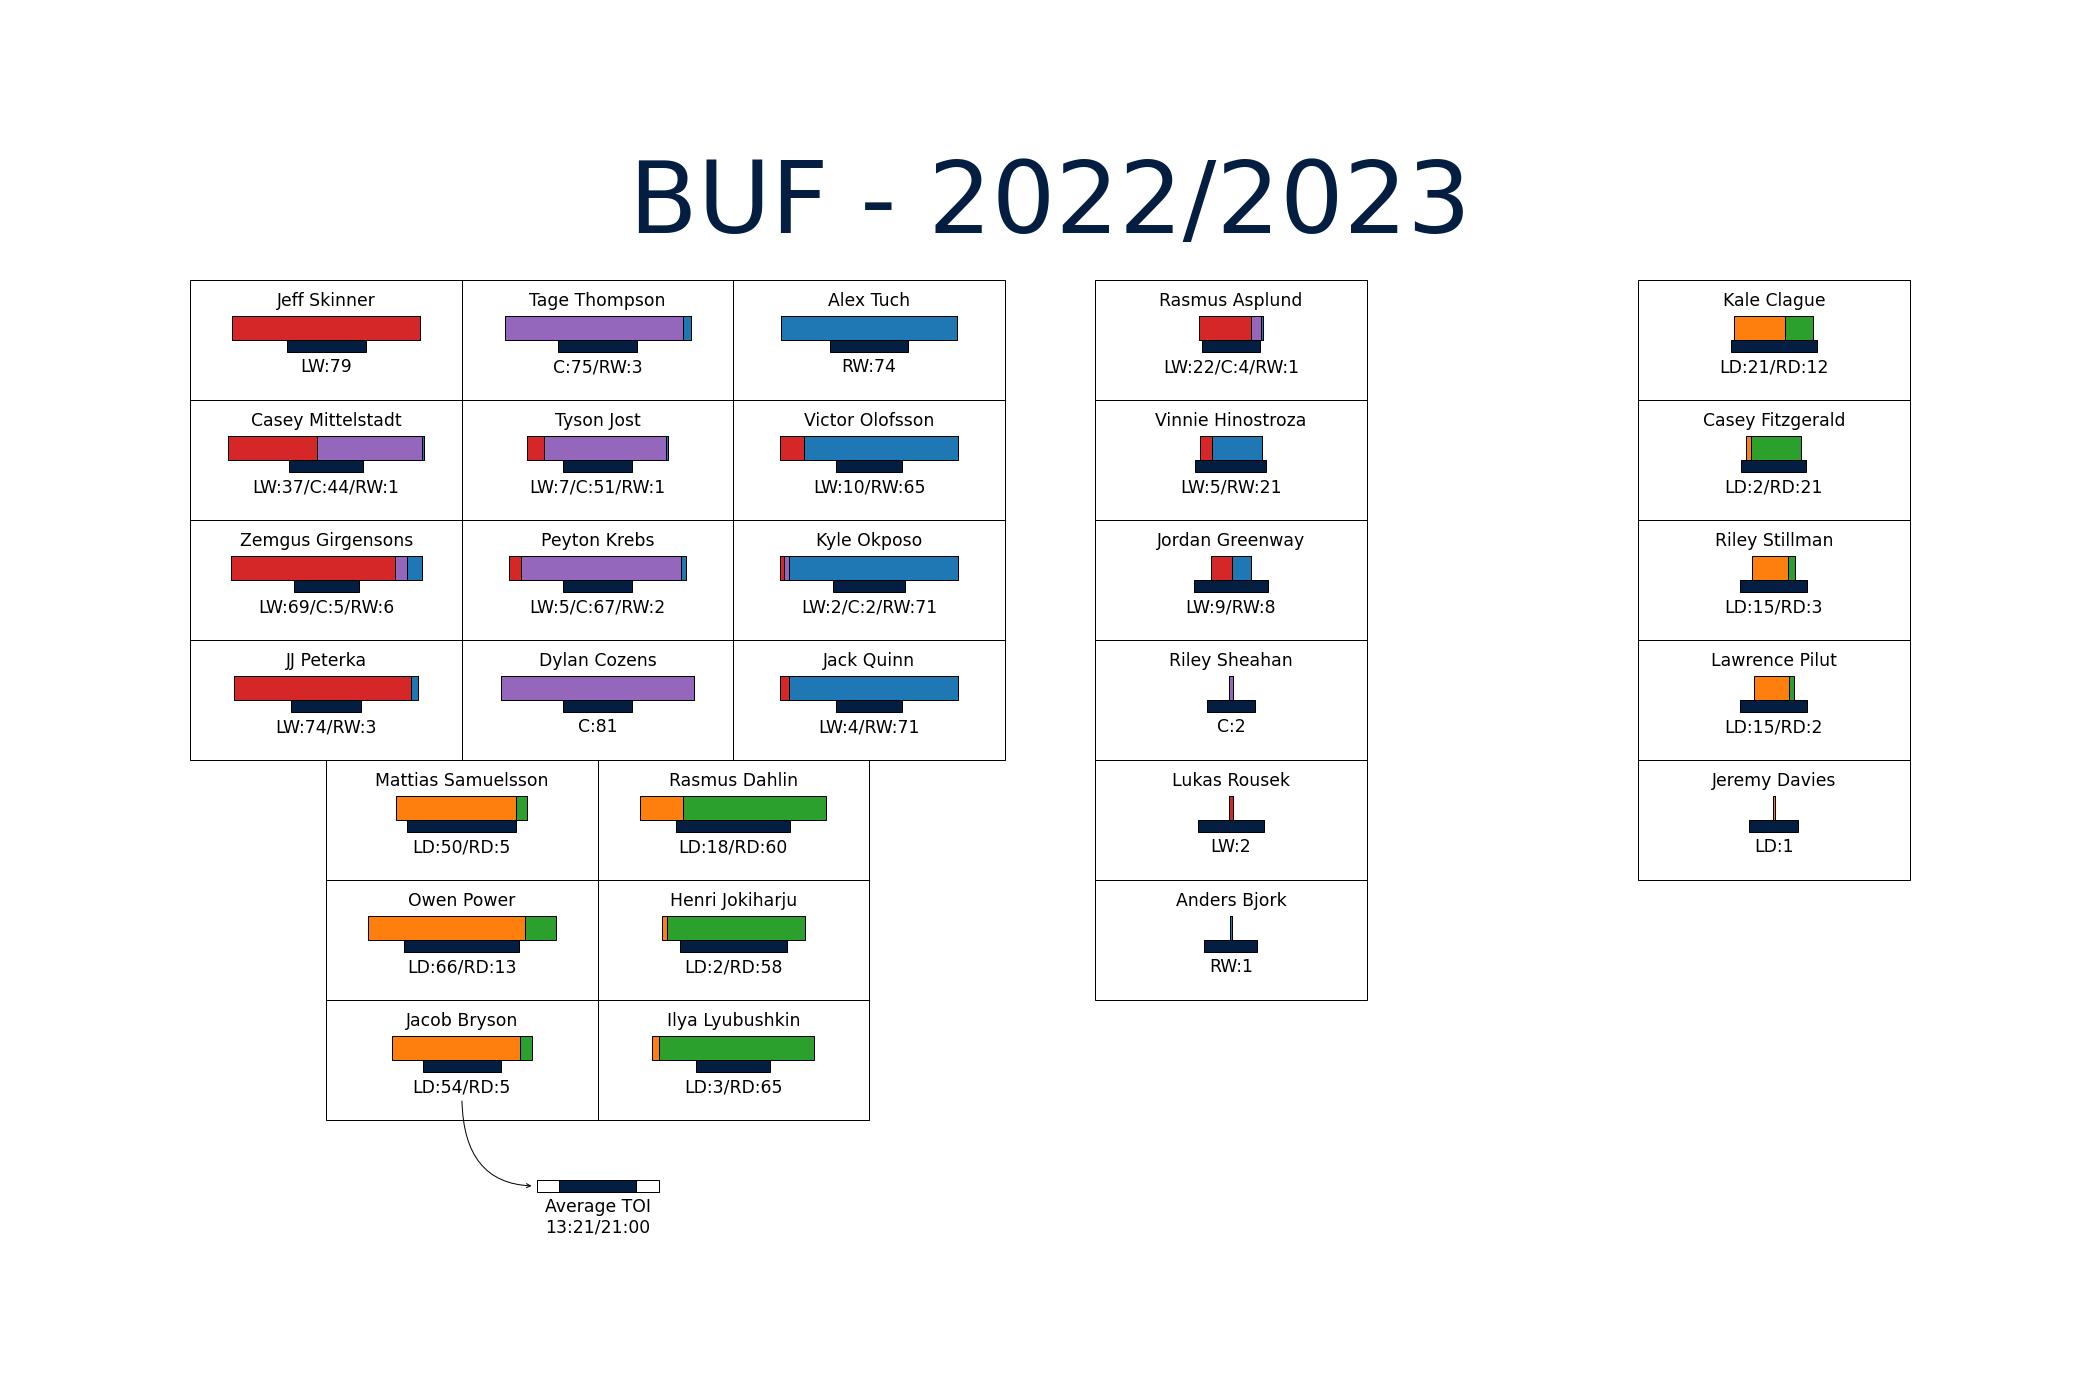 BUF - 2022/2023
Jeff Skinner
LW:79
Tage Thompson
C:75/RW:3
Alex Tuch
RW:74
Rasmus Asplund
LW:22/C:4/RW:1
Kale Clague
LD:21/RD:12
Casey Mittelstadt
LW:37/C:44/RW:1
Tyson Jost
LW:7/C:51/RW:1
Victor Olofsson
LW:10/RW:65
Vinnie Hinostroza
LW:5/RW:21
Casey Fitzgerald
LD:2/RD:21
Zemgus Girgensons
LW:69/C:5/RW:6
Peyton Krebs
LW:5/C:67/RW:2
Kyle Okposo
LW:2/C:2/RW:71
Jordan Greenway
LW:9/RW:8
Riley Stillman
LD:15/RD:3
JJ Peterka
LW:74/RW:3
Dylan Cozens
C:81
Jack Quinn
LW:4/RW:71
Riley Sheahan
C:2
Lawrence Pilut
LD:15/RD:2
Mattias Samuelsson
LD:50/RD:5
Rasmus Dahlin
LD:18/RD:60
Lukas Rousek
LW:2
Jeremy Davies
LD:1
Owen Power
LD:66/RD:13
Henri Jokiharju
LD:2/RD:58
Anders Bjork
RW:1
Jacob Bryson
LD:54/RD:5
Ilya Lyubushkin
LD:3/RD:65
Average TOI
13:21/21:00